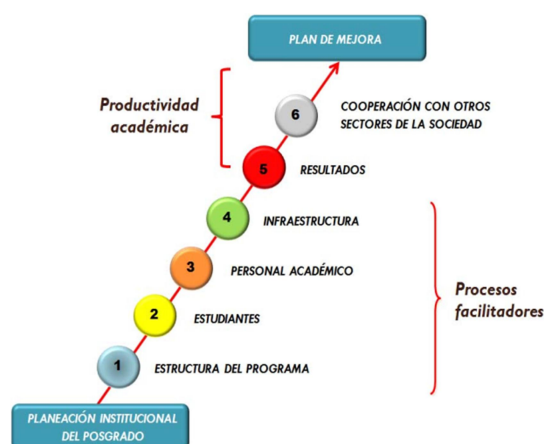 PLAN DE MEJORA
Productividad
académica
6
COOPERACIÓN CON OTROS
SECTORES DE LA SOCIEDAD
5
RESULTADOS
4
INFRAESTRUCTURA
3
PERSONAL ACADÉMICO
Procesos
facilitadores
2
ESTUDIANTES
1
ESTRUCTURA DEL PROGRAMA
PLANEACIÓN INSTITUCIONAL
DEL POSGRADO